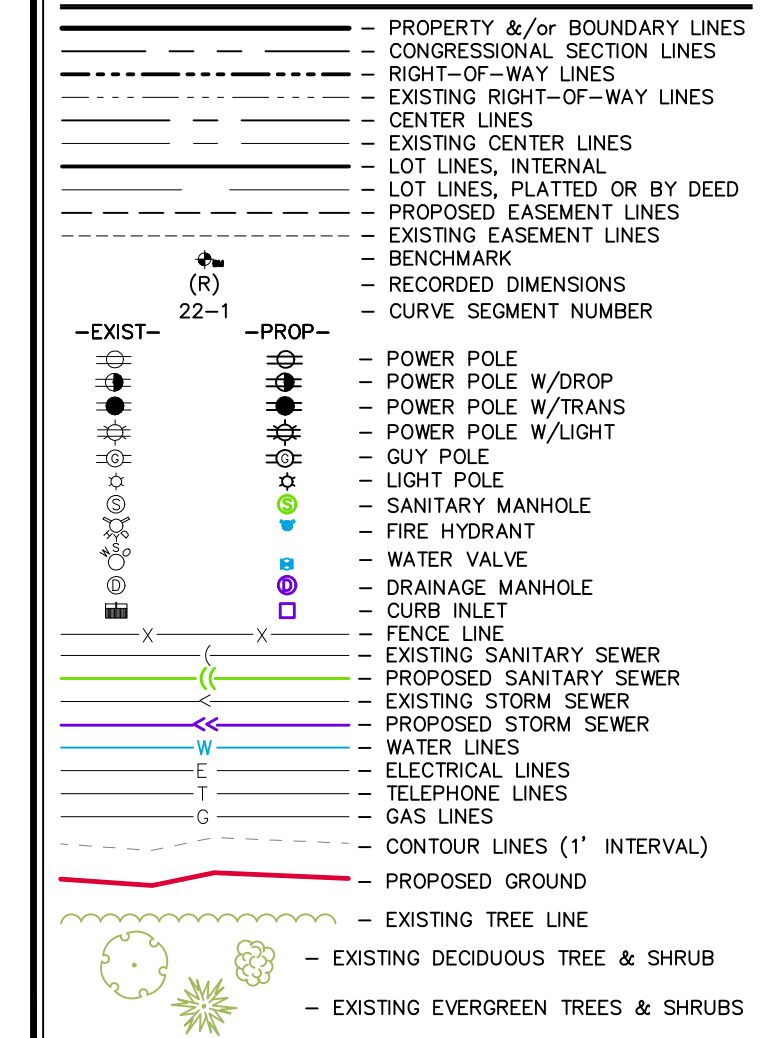 — PROPERTY &/or BOUNDARY LINES
— CONGRESSIONAL SECTION LINES
— RIGHT-OF-WAY LINES
— EXISTING RIGHT-OF-WAY LINES
— CENTER LINES
— EXISTING CENTER LINES
— LOT LINES, INTERNAL
— LOT LINES, PLATTED OR BY DEED
— PROPOSED EASEMENT LINES
— EXISTING EASEMENT LINES
BM — BENCHMARK
(R) — RECORDED DIMENSIONS
22-1 — CURVE SEGMENT NUMBER
-EXIST- -PROP-
— POWER POLE
— POWER POLE W/DROP
— POWER POLE W/TRANS
— POWER POLE W/LIGHT
G G — GUY POLE
— LIGHT POLE
S S — SANITARY MANHOLE
HYD — FIRE HYDRANT
WSO — WATER VALVE
D D — DRAINAGE MANHOLE
— CURB INLET
X X — FENCE LINE
( — EXISTING SANITARY SEWER
(( — PROPOSED SANITARY SEWER
< — EXISTING STORM SEWER
<< — PROPOSED STORM SEWER
W — WATER LINES
E — ELECTRICAL LINES
T — TELEPHONE LINES
G — GAS LINES
— CONTOUR LINES (1' INTERVAL)
— PROPOSED GROUND
— EXISTING TREE LINE
— EXISTING DECIDUOUS TREE & SHRUB
— EXISTING EVERGREEN TREES & SHRUBS